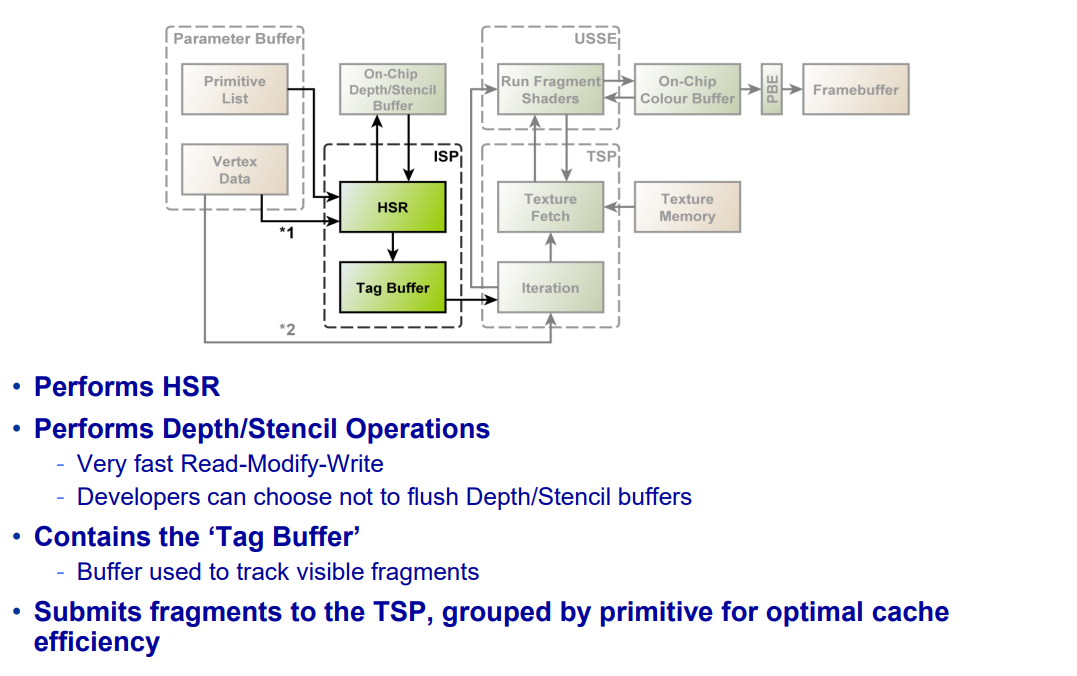 Parameter Buffer
USSE
Primitive
List
On-Chip
Depth/Stencil
Buffer
Run Fragment
Shaders
On-Chip
Colour Buffer
PBE
Framebuffer
ISP
TSP
Vertex
Data
HSR
Texture
Fetch
Texture
Memory
*1
Tag Buffer
Iteration
*2
• Performs HSR
• Performs Depth/Stencil Operations
- Very fast Read-Modify-Write
- Developers can choose not to flush Depth/Stencil buffers
• Contains the ‘Tag Buffer’
- Buffer used to track visible fragments
• Submits fragments to the TSP, grouped by primitive for optimal cache
efficiency